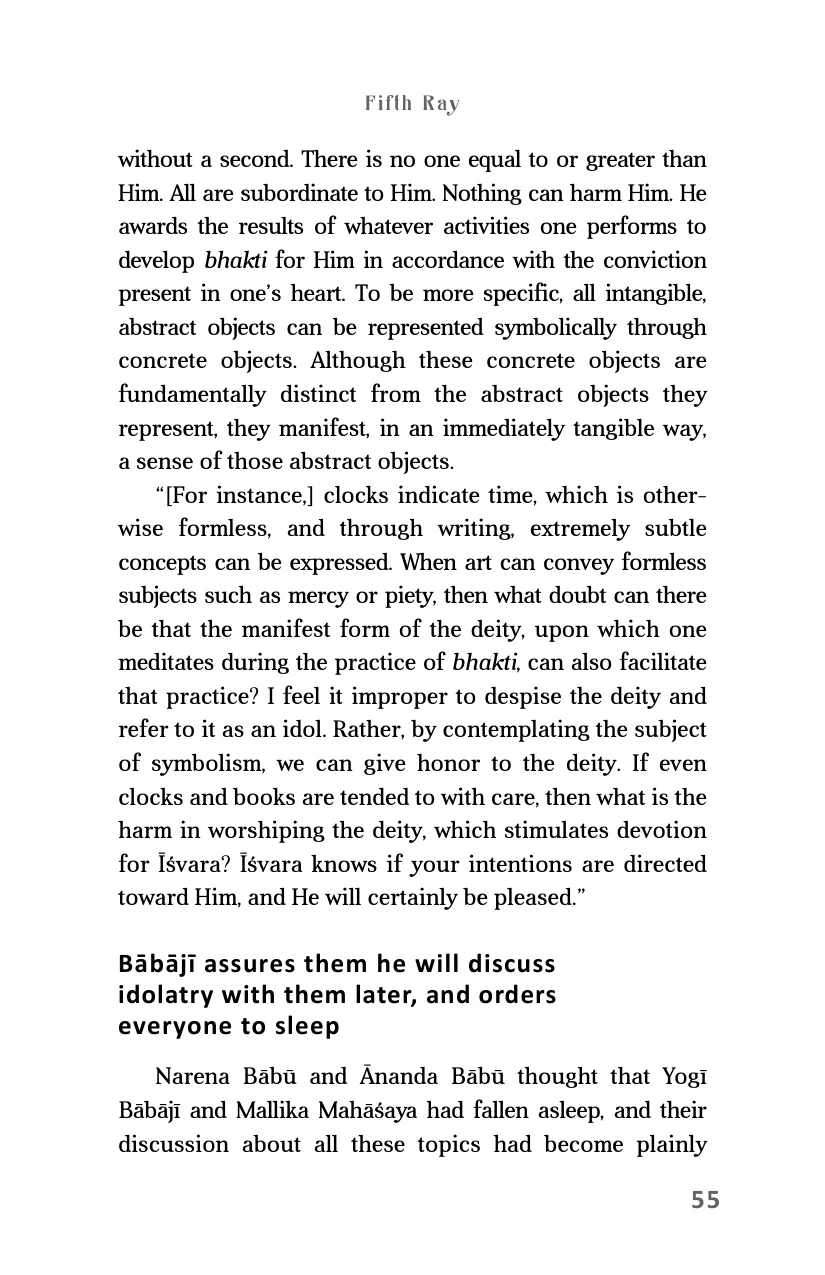 Fifth Ray
without a second. There is no one equal to or greater than
Him. All are subordinate to Him. Nothing can harm Him. He
awards the results of whatever activities one performs to
develop bhakti for Him in accordance with the conviction
present in one’s heart. To be more specific, all intangible,
abstract objects can be represented symbolically through
concrete objects. Although these concrete objects are
fundamentally distinct from the abstract objects they
represent, they manifest, in an immediately tangible way,
a sense of those abstract objects.
“[For instance,] clocks indicate time, which is other-
wise formless, and through writing, extremely subtle
concepts can be expressed. When art can convey formless
subjects such as mercy or piety, then what doubt can there
be that the manifest form of the deity, upon which one
meditates during the practice of bhakti, can also facilitate
that practice? I feel it improper to despise the deity and
refer to it as an idol. Rather, by contemplating the subject
of symbolism, we can give honor to the deity. If even
clocks and books are tended to with care, then what is the
harm in worshiping the deity, which stimulates devotion
for Īśvara? Īśvara knows if your intentions are directed
toward Him, and He will certainly be pleased.”
Bābājī assures them he will discuss
idolatry with them later, and orders
everyone to sleep
Narena Bābū and Ānanda Bābū thought that Yogī
Bābājī and Mallika Mahāśaya had fallen asleep, and their
discussion about all these topics had become plainly
55